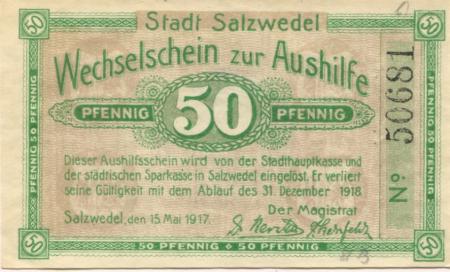 Stadt Salzwedel
Wechselschein zur Aushilfe
PFENNIG 50 PFENNIG
Dieser Aushilfsschein wird von der Stadthauptkasse und
der städtischen Sparkasse in Salzwedel eingelöst. Er verliert
seine Gültigkeit mit dem Ablauf des 31. Dezember 1918.
Salzwedel, den 15 Mai 1917.
Der Magistrat
No 50681
50
50
50
50
50 PFENNIG 50 PFENNIG
50 PFENNIG 50 PFENNIG
50 PFENNIG 50 PFENNIG